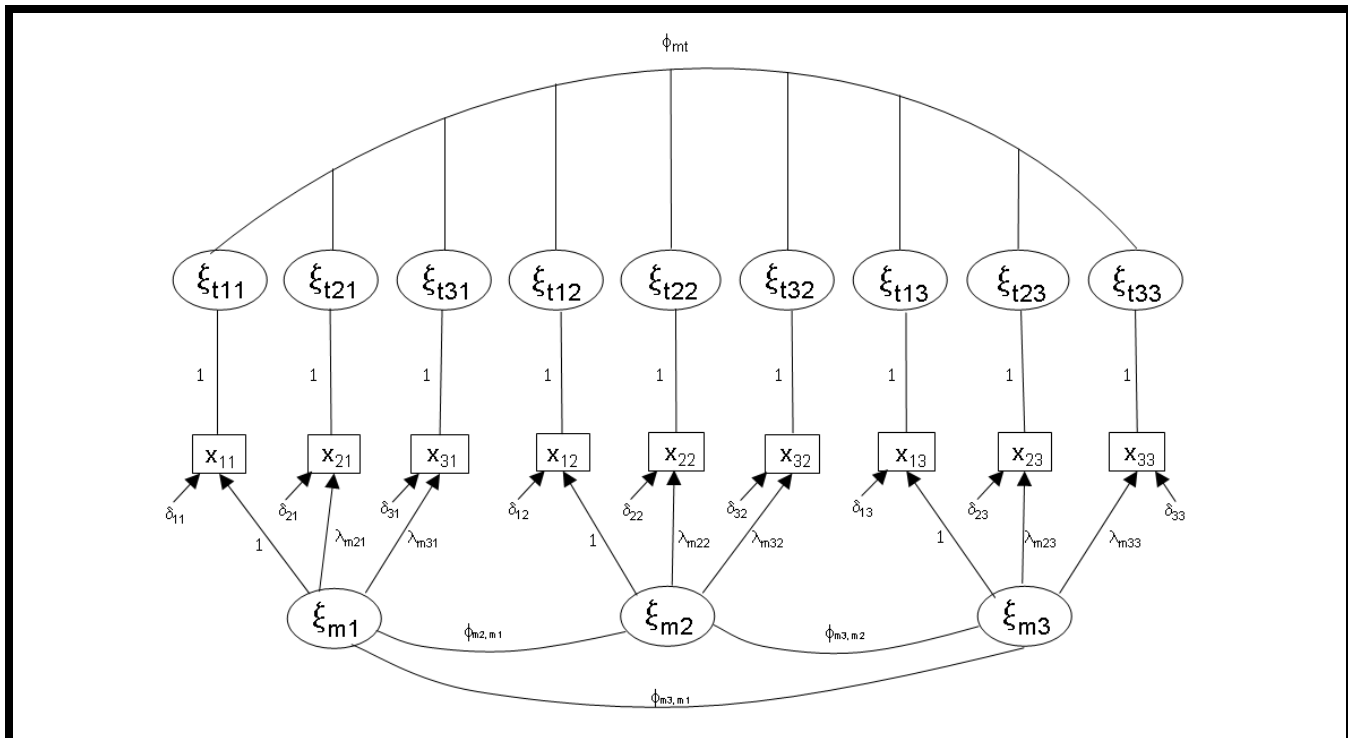 ϕmt
ξt11 ξt21 ξt31 ξt12 ξt22 ξt32 ξt13 ξt23 ξt33
1 1 1 1 1 1 1 1 1
x11 x21 x31 x12 x22 x32 x13 x23 x33
δ11 δ21 δ31 δ12 δ22 δ32 δ13 δ23 δ33
1 λm21 λm31 1 λm22 λm32 1 λm23 λm33
ξm1 ξm2 ξm3
ϕm2,m1 ϕm3,m2
ϕm3,m1